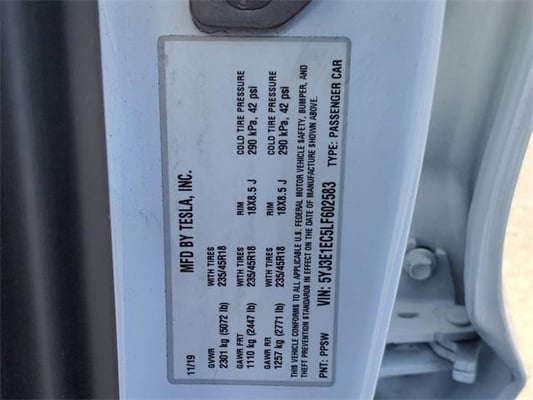 11/19 MFD BY TESLA, INC.
GVWR WITH TIRES RIM COLD TIRE PRESSURE
2301 kg (5072 lb) 235/45R18 290 kPa, 42 psi
GAWR FRT WITH TIRES RIM COLD TIRE PRESSURE
1110 kg (2447 lb) 235/45R18 18X8.5 J 290 kPa, 42 psi
GAWR RR
1257 kg (2771 lb) 235/45R18 18X8.5 J
THIS VEHICLE CONFORMS TO ALL APPLICABLE U.S. FEDERAL MOTOR VEHICLE SAFETY, BUMPER, AND
THEFT PREVENTION STANDARDS IN EFFECT ON THE DATE OF MANUFACTURE SHOWN ABOVE.
PNT: PPSW VIN: 5YJ3E1EC5LF602583 TYPE: PASSENGER CAR